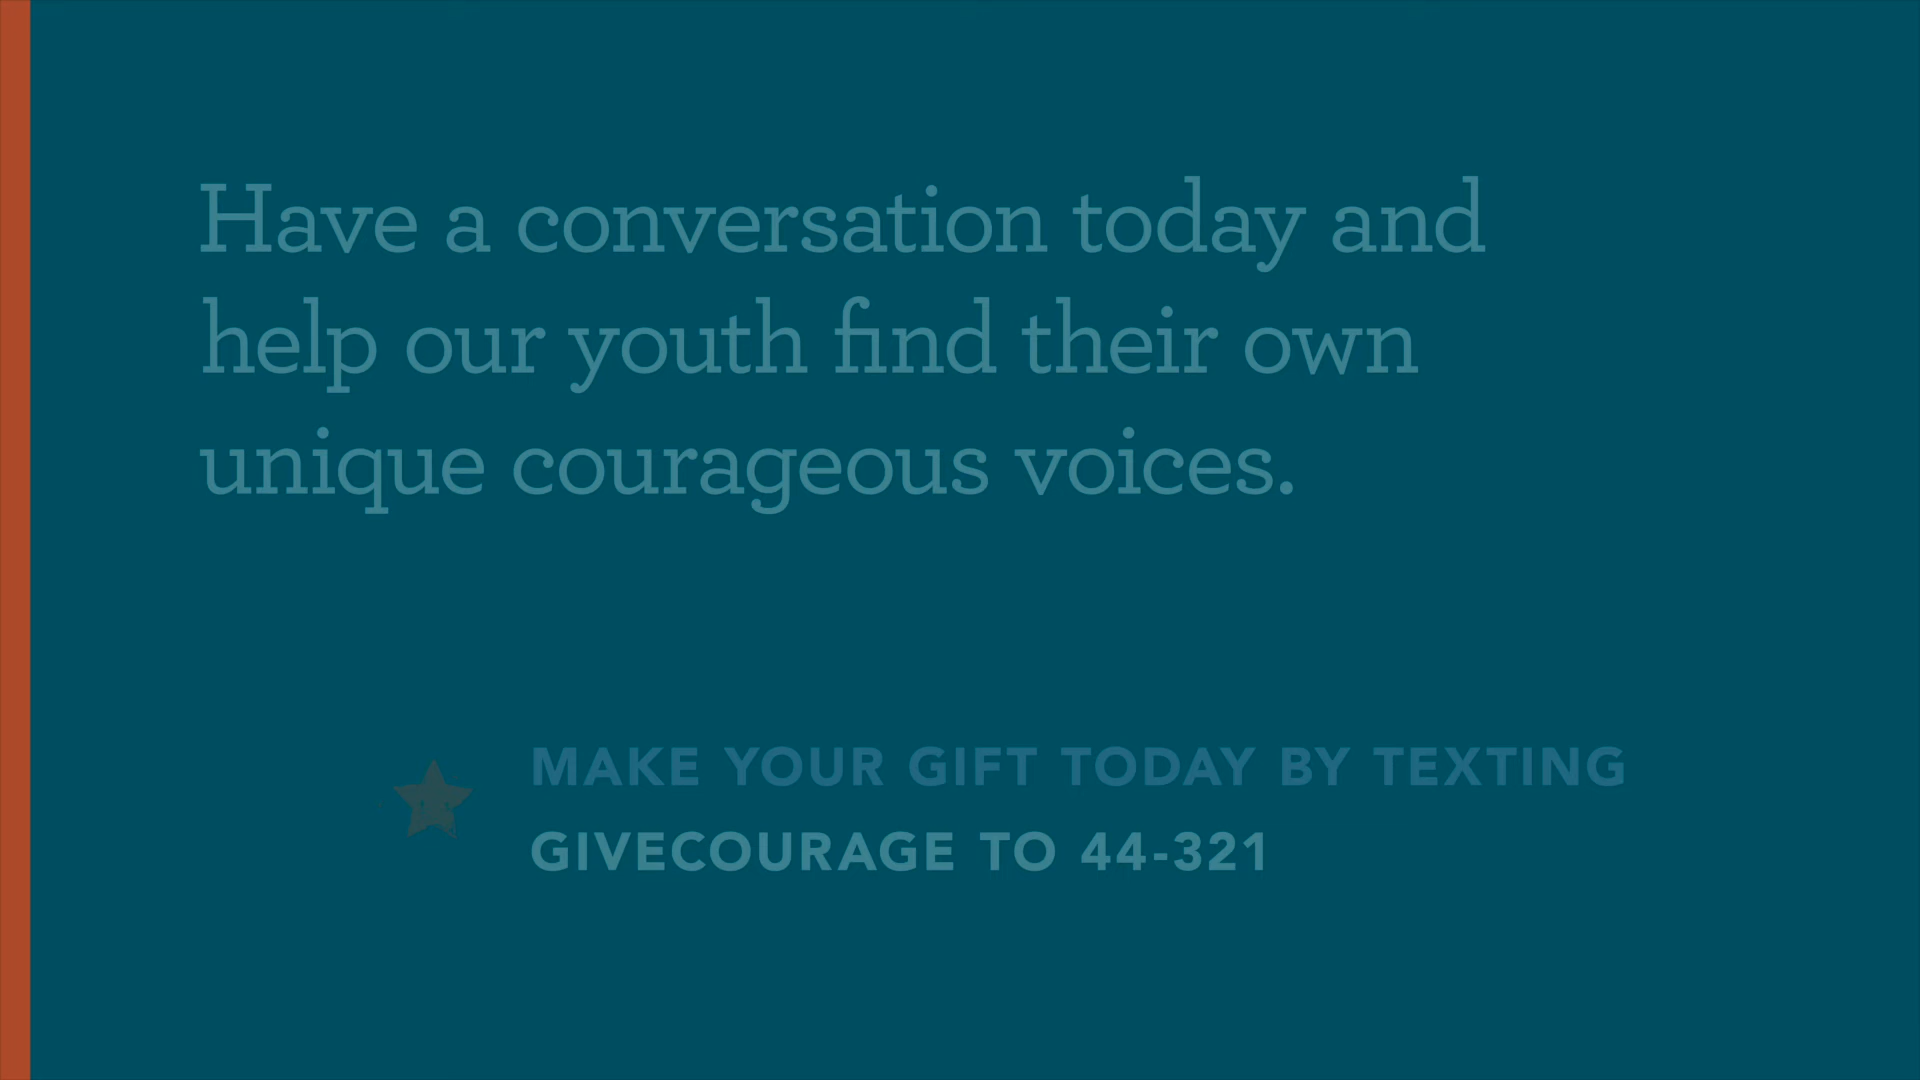 Have a conversation today and
help our youth find their own
unique courageous voices.
MAKE YOUR GIFT TODAY BY TEXTING
GIVECOURAGE TO 44-321